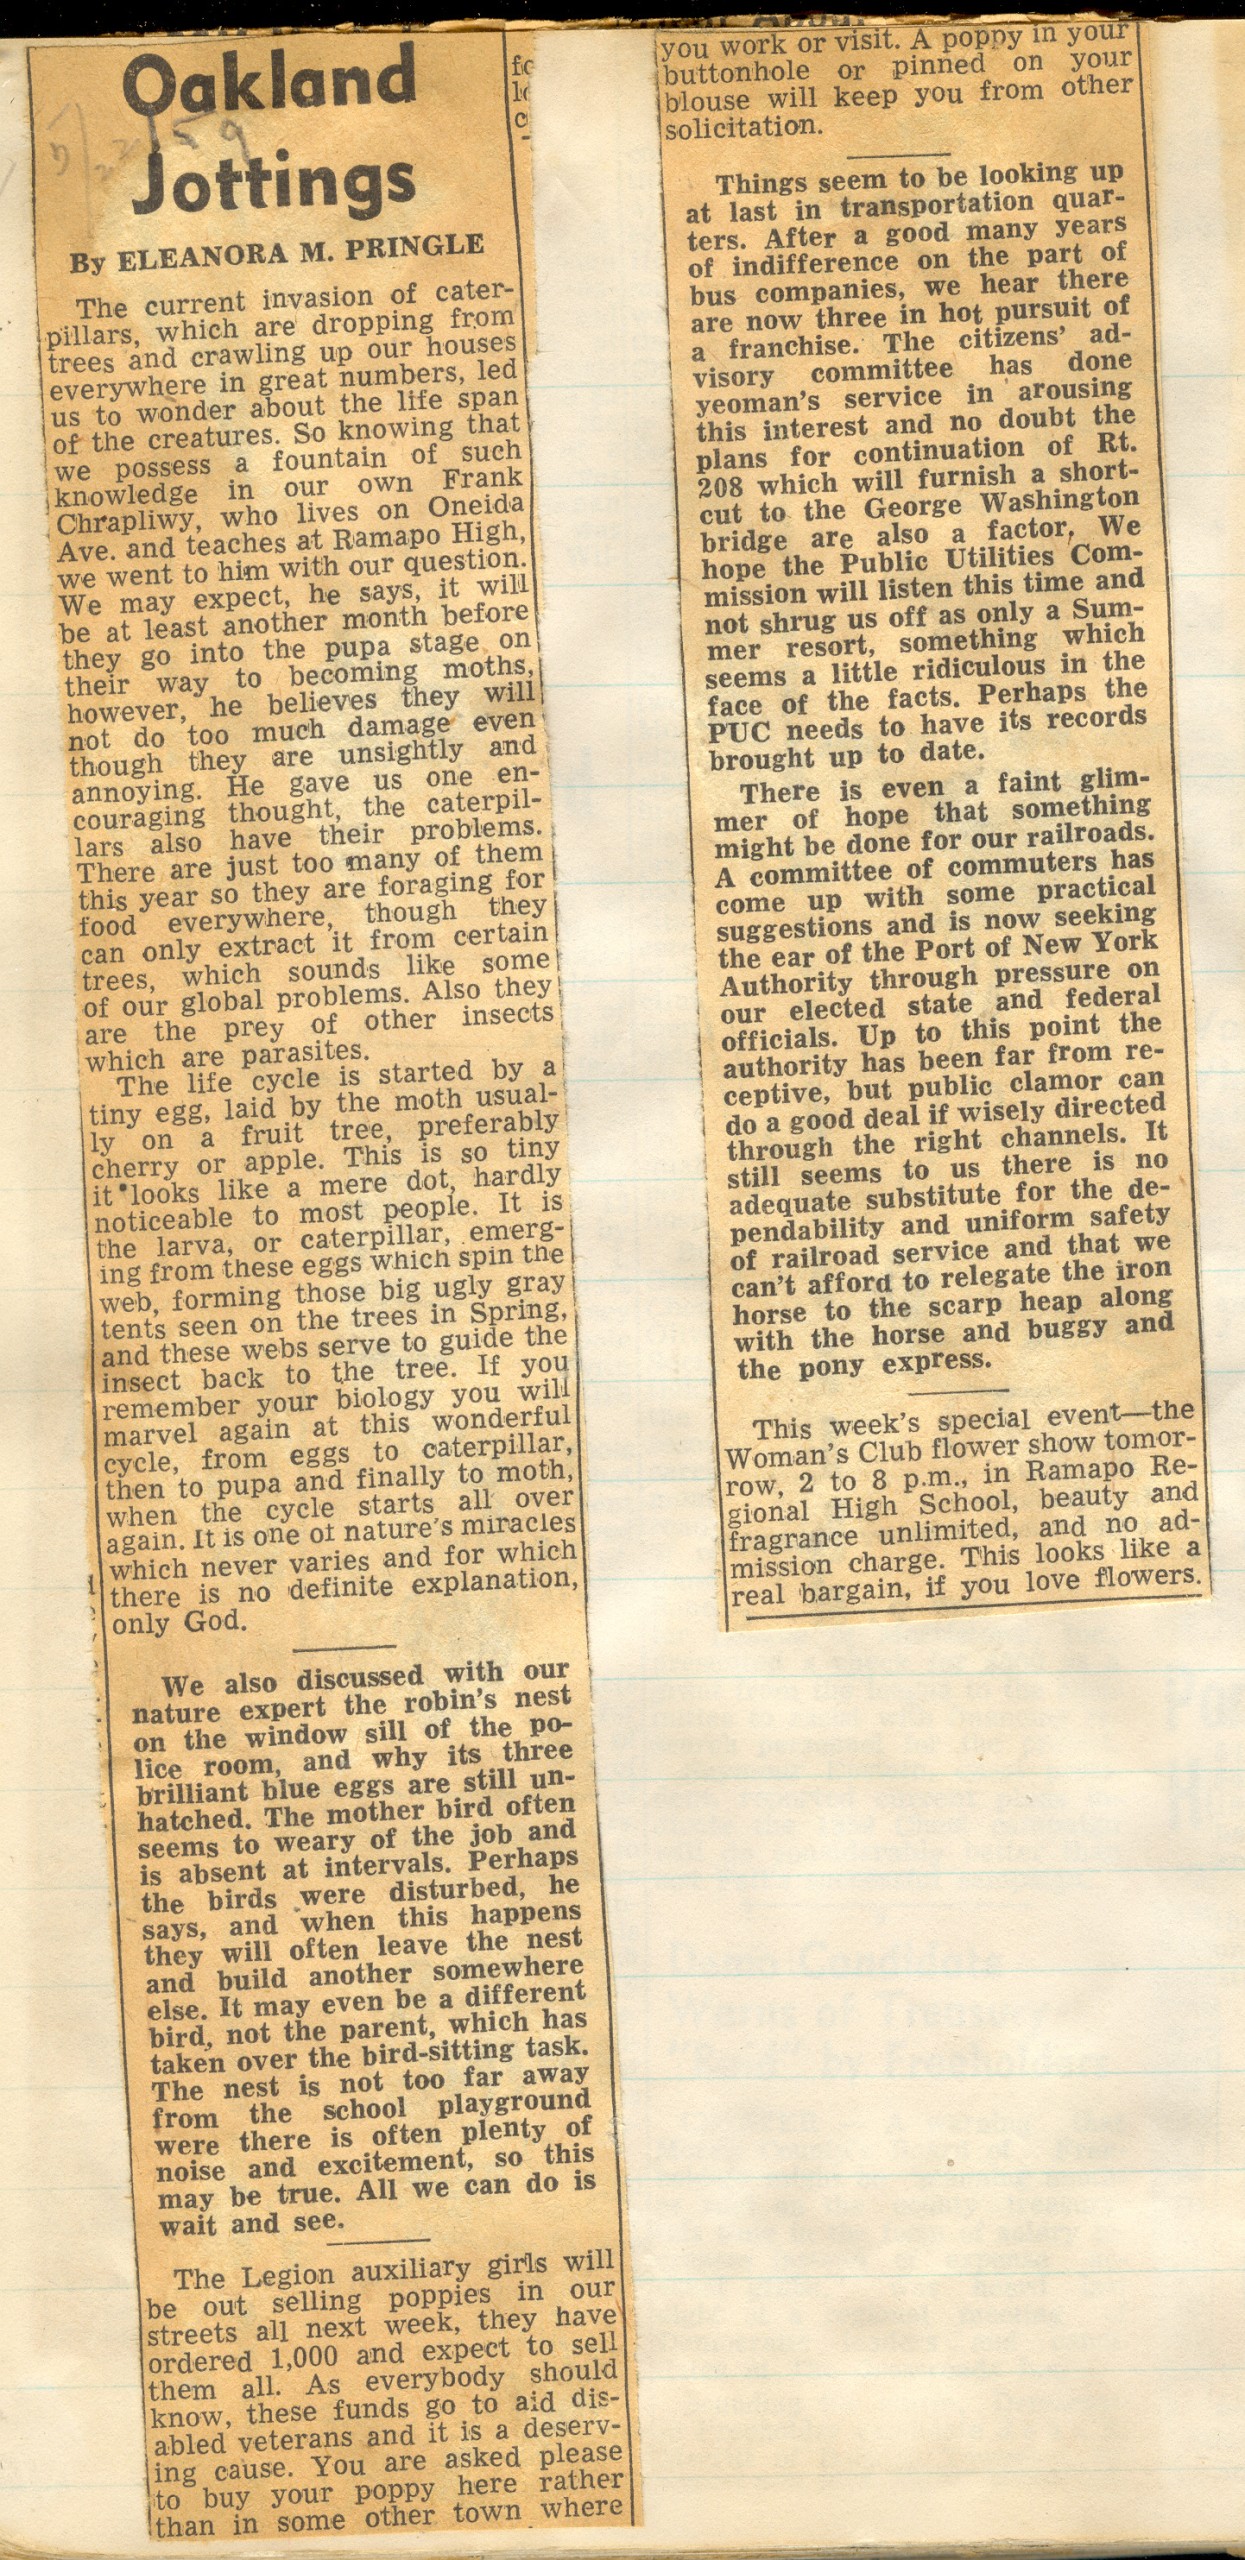 Oakland
Jottings
5/22/59
By ELEANORA M. PRINGLE
The current invasion of cater-
pillars, which are dropping from
trees and crawling up our houses
everywhere in great numbers, led
us to wonder about the life span
of the creatures. So knowing that
we possess a fountain of such
knowledge in our own Frank
Chrapliwy, who lives on Oneida
Ave. and teaches at Ramapo High,
we went to him with our question.
We may expect, he says, it will
be at least another month before
they go into the pupa stage on
their way to becoming moths,
however, he believes they will
not do too much damage even
though they are unsightly and
annoying. He gave us one en-
couraging thought, the caterpil-
lars also have their problems.
There are just too many of them
this year so they are foraging for
food everywhere, though they
can only extract it from certain
trees, which sounds like some
of our global problems. Also they
are the prey of other insects
which are parasites.
The life cycle is started by a
tiny egg, laid by the moth usual-
ly on a fruit tree, preferably
cherry or apple. This is so tiny
it looks like a mere dot, hardly
noticeable to most people. It is
the larva, or caterpillar, emerg-
ing from these eggs which spin the
web, forming those big ugly gray
tents seen on the trees in Spring,
and these webs serve to guide the
insect back to the tree. If you
remember your biology you will
marvel again at this wonderful
cycle, from eggs to caterpillar,
then to pupa and finally to moth,
when the cycle starts all over
again. It is one of nature's miracles
which never varies and for which
there is no definite explanation,
only God.
We also discussed with our
nature expert the robin's nest
on the window sill of the po-
lice room, and why its three
brilliant blue eggs are still un-
hatched. The mother bird often
seems to weary of the job and
is absent at intervals. Perhaps
the birds were disturbed, he
says, and when this happens
they will often leave the nest
and build another somewhere
else. It may even be a different
bird, not the parent, which has
taken over the bird-sitting task.
The nest is not too far away
from the school playground
were there is often plenty of
noise and excitement, so this
may be true. All we can do is
wait and see.
The Legion auxiliary girls will
be out selling poppies in our
streets all next week, they have
ordered 1,000 and expect to sell
them all. As everybody should
know, these funds go to aid dis-
abled veterans and it is a deserv-
ing cause. You are asked please
to buy your poppy here rather
than in some other town where
you work or visit. A poppy in your
buttonhole or pinned on your
blouse will keep you from other
solicitation.
Things seem to be looking up
at last in transportation quar-
ters. After a good many years
of indifference on the part of
bus companies, we hear there
are now three in hot pursuit of
a franchise. The citizens' ad-
visory committee has done
yeoman's service in arousing
this interest and no doubt the
plans for continuation of Rt.
208 which will furnish a short-
cut to the George Washington
bridge are also a factor. We
hope the Public Utilities Com-
mission will listen this time and
not shrug us off as only a Sum-
mer resort, something which
seems a little ridiculous in the
face of the facts. Perhaps the
PUC needs to have its records
brought up to date.
There is even a faint glim-
mer of hope that something
might be done for our railroads.
A committee of commuters has
come up with some practical
suggestions and is now seeking
the ear of the Port of New York
Authority through pressure on
our elected state and federal
officials. Up to this point the
authority has been far from re-
ceptive, but public clamor can
do a good deal if wisely directed
through the right channels. It
still seems to us there is no
adequate substitute for the de-
pendability and uniform safety
of railroad service and that we
can't afford to relegate the iron
horse to the scarp heap along
with the horse and buggy and
the pony express.
This week's special event—the
Woman's Club flower show tomor-
row, 2 to 8 p.m., in Ramapo Re-
gional High School, beauty and
fragrance unlimited, and no ad-
mission charge. This looks like a
real bargain, if you love flowers.